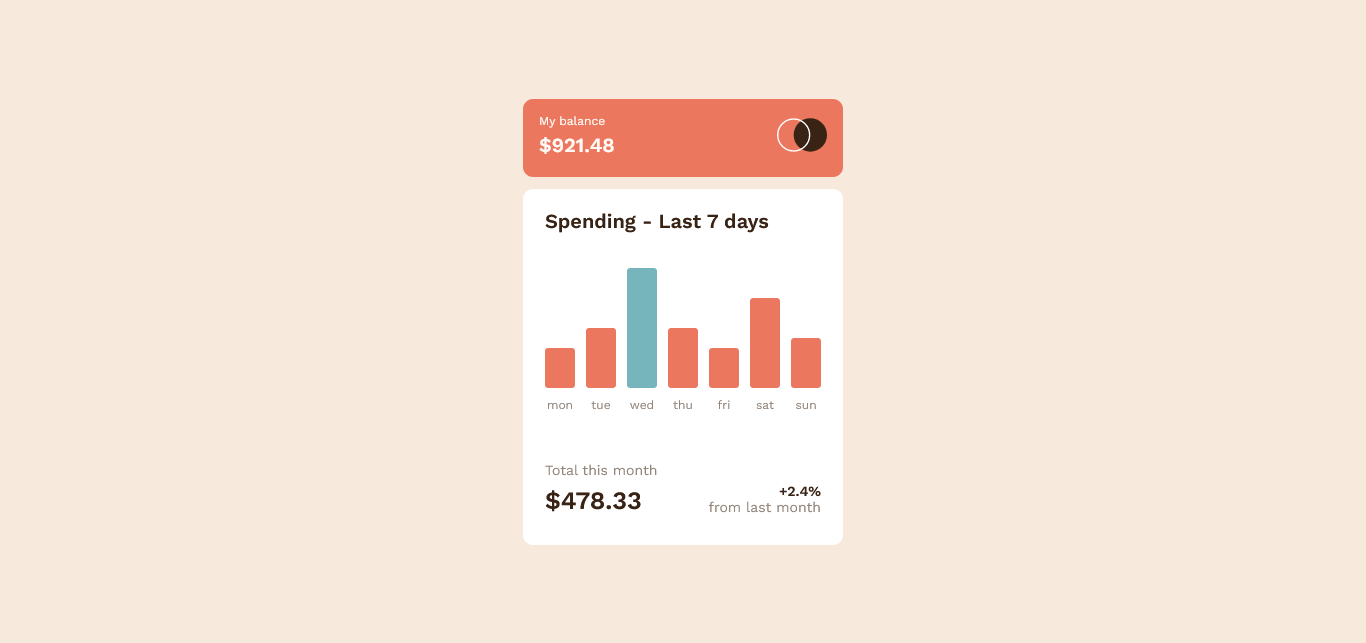 My balance
$921.48
Spending - Last 7 days
mon tue wed thu fri sat sun
Total this month
$478.33
+2.4%
from last month